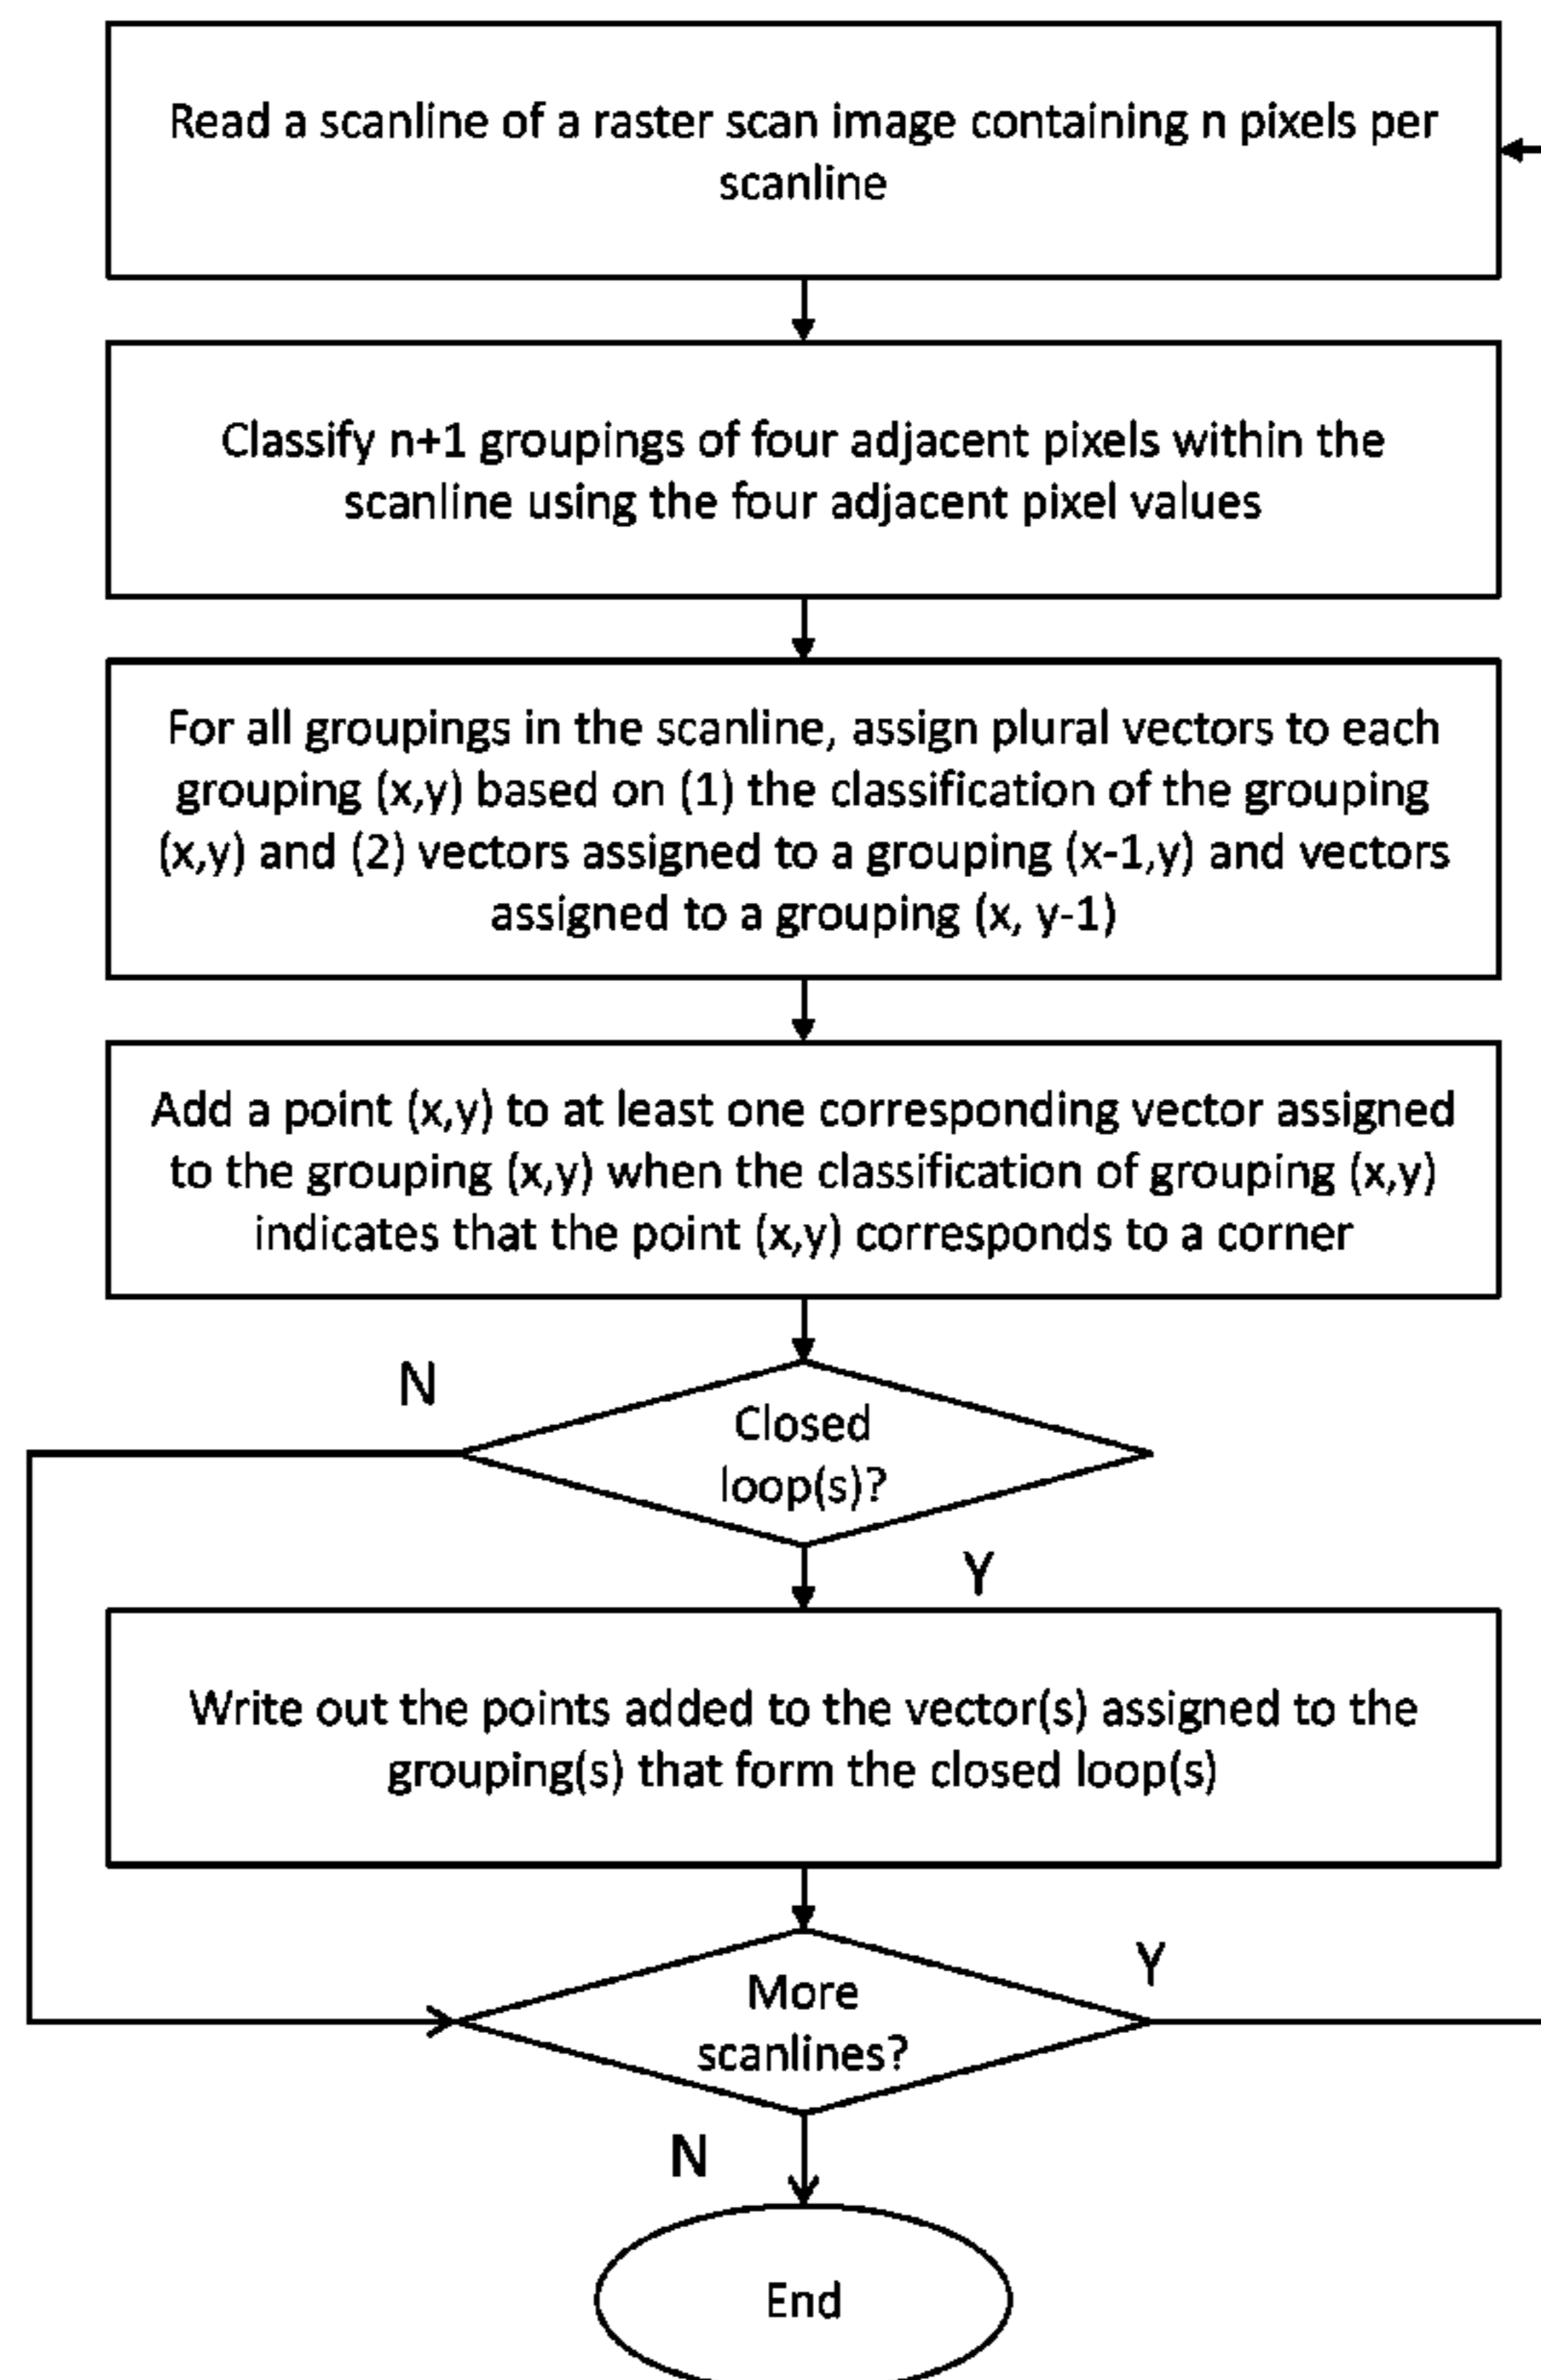 Read a scanline of a raster scan image containing n pixels per
scanline
Classify n+1 groupings of four adjacent pixels within the
scanline using the four adjacent pixel values
For all groupings in the scanline, assign plural vectors to each
grouping (x,y) based on (1) the classification of the grouping
(x,y) and (2) vectors assigned to a grouping (x-1,y) and vectors
assigned to a grouping (x, y-1)
Add a point (x,y) to at least one corresponding vector assigned
to the grouping (x,y) when the classification of grouping (x,y)
indicates that the point (x,y) corresponds to a corner
N
Closed
loop(s)?
Y
Write out the points added to the vector(s) assigned to the
grouping(s) that form the closed loop(s)
Y
More
scanlines?
N
End